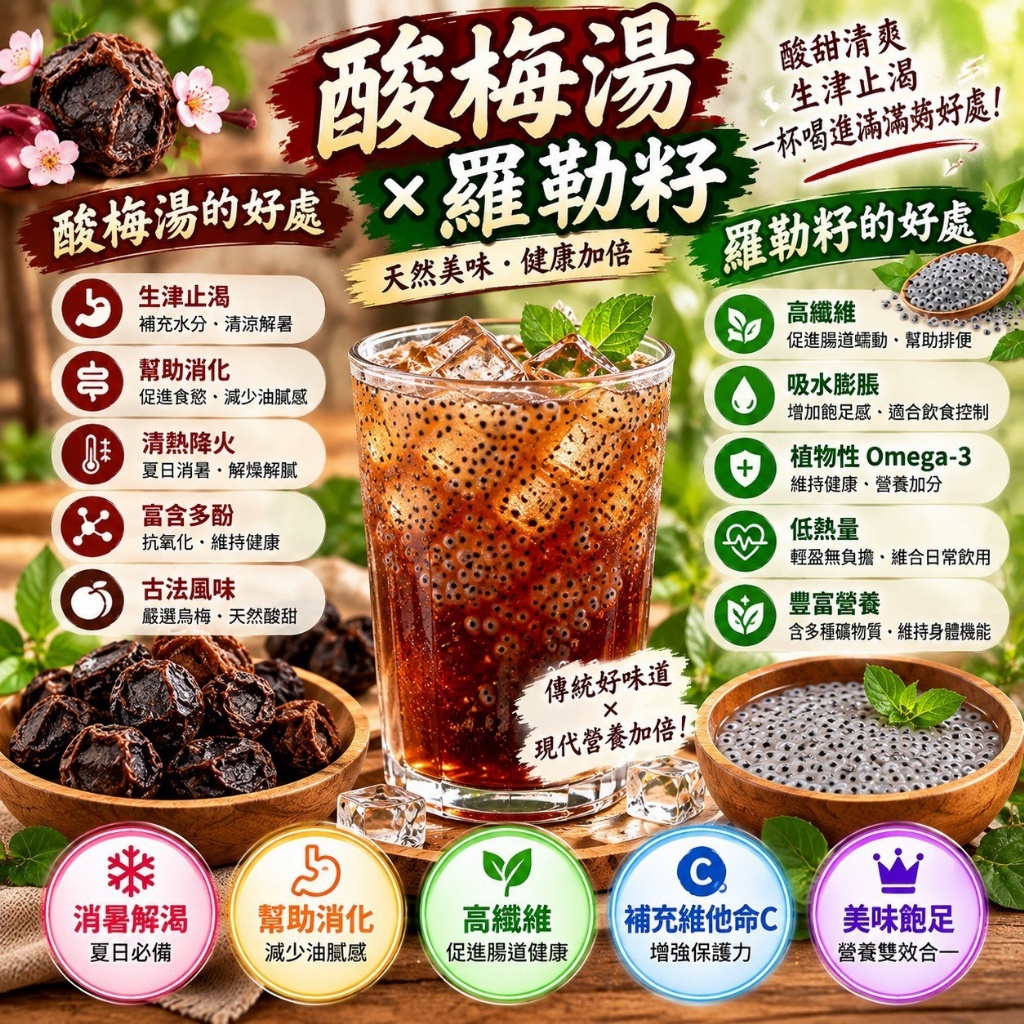 酸梅湯
×羅勒籽
天然美味・健康加倍
酸甜清爽
生津止渴
一杯喝進滿滿好處!
酸梅湯的好處
生津止渴
補充水分・清涼解暑
幫助消化
促進食慾・減少油膩感
清熱降火
夏日消暑・解燥解膩
富含多酚
抗氧化・維持健康
古法風味
嚴選烏梅・天然酸甜
羅勒籽的好處
高纖維
促進腸道蠕動・幫助排便
吸水膨脹
增加飽足感・適合飲食控制
植物性 Omega-3
維持健康・營養加分
低熱量
輕盈無負擔・維合日常飲用
豐富營養
含多種礦物質・維持身體機能
傳統好味道
×
現代營養加倍!
消暑解渴
夏日必備
幫助消化
減少油膩感
高纖維
促進腸道健康
C
補充維他命C
增強保護力
美味飽足
營養雙效合一